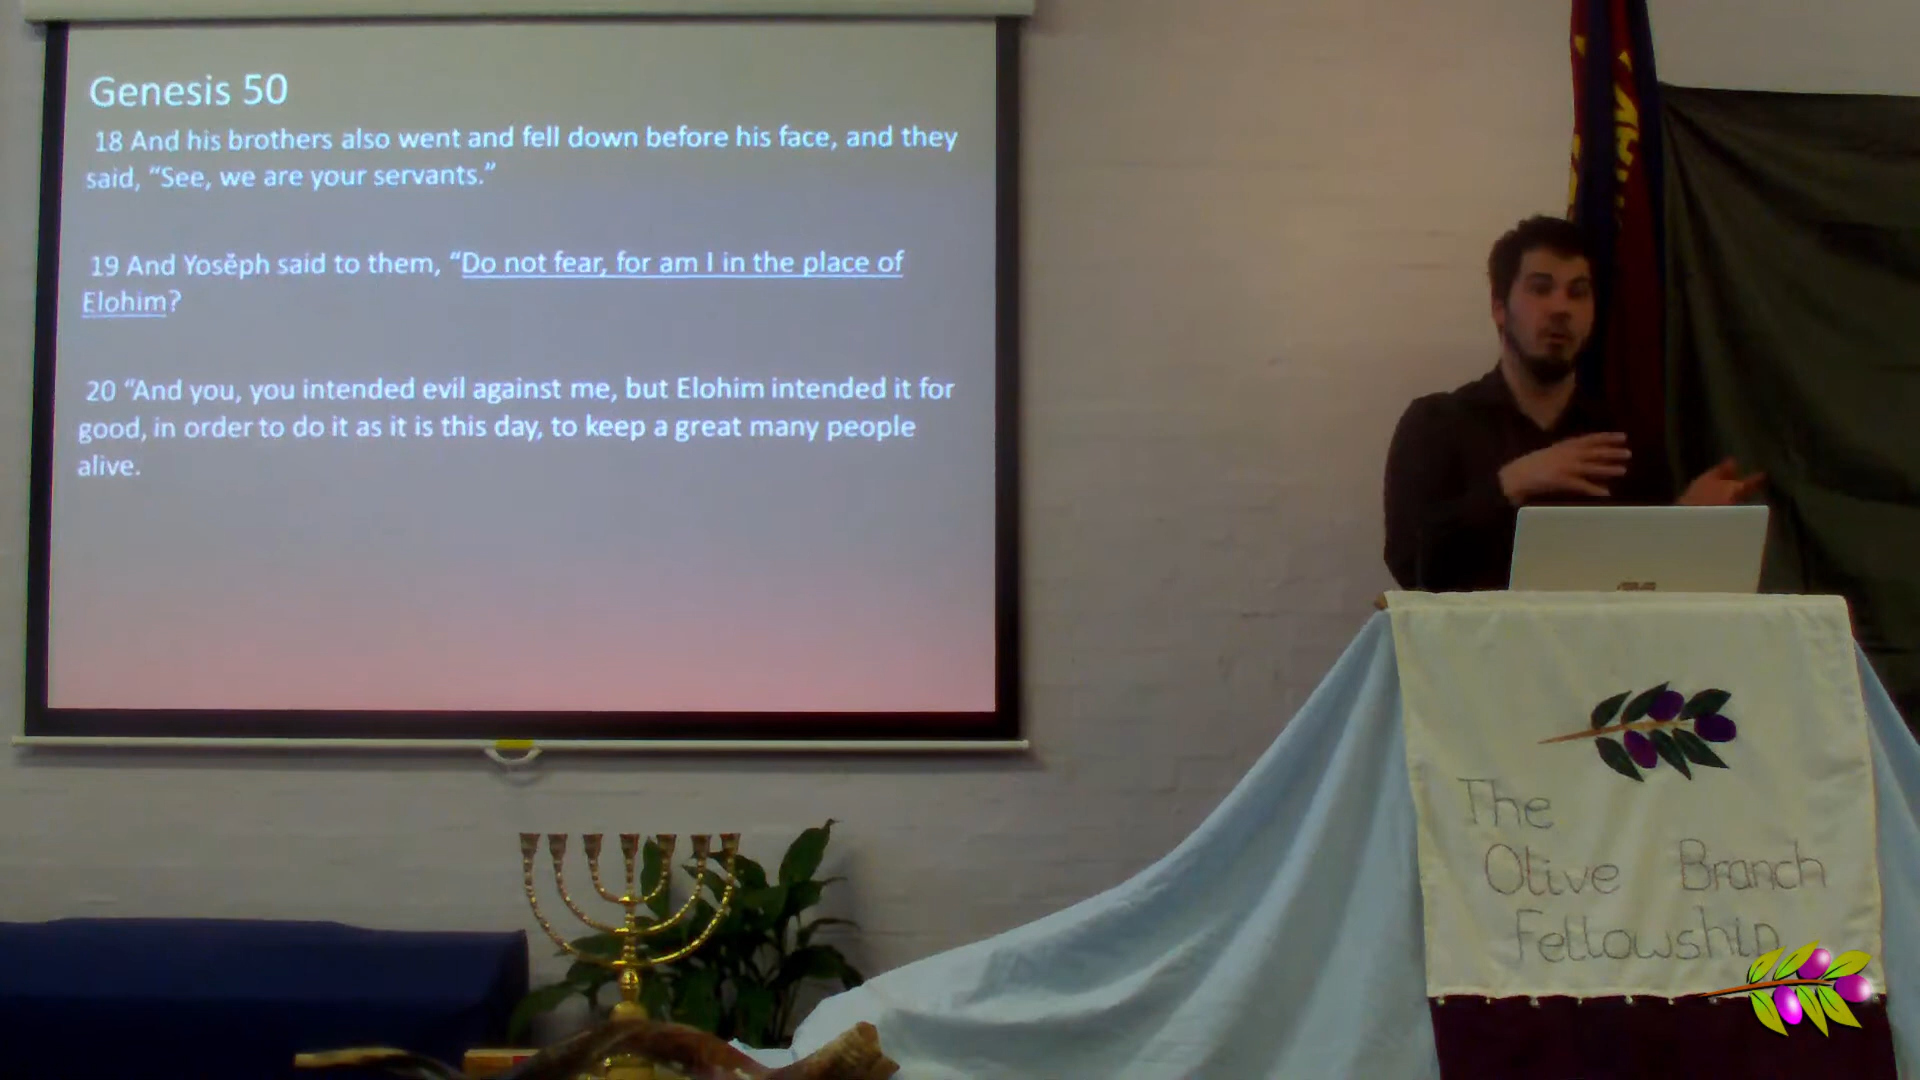 Genesis 50
18 And his brothers also went and fell down before his face, and they
said, “See, we are your servants.”
19 And Yosĕph said to them, “Do not fear, for am I in the place of
Elohim?
20 “And you, you intended evil against me, but Elohim intended it for
good, in order to do it as it is this day, to keep a great many people
alive.
The
Olive Branch
Fellowship